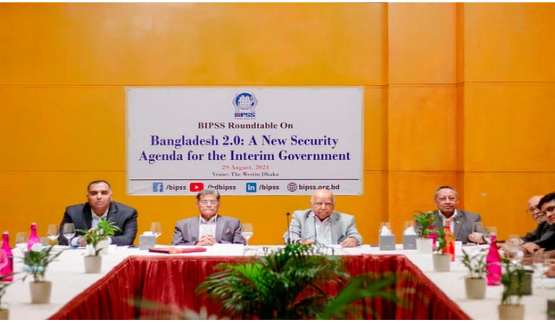 BIPSS
BIPSS Roundtable On
Bangladesh 2.0: A New Security
Agenda for the Interim Government
29 August, 2024
Venue: The Westin Dhaka
/bipss /bdbipss /bipss bipss.org.bd